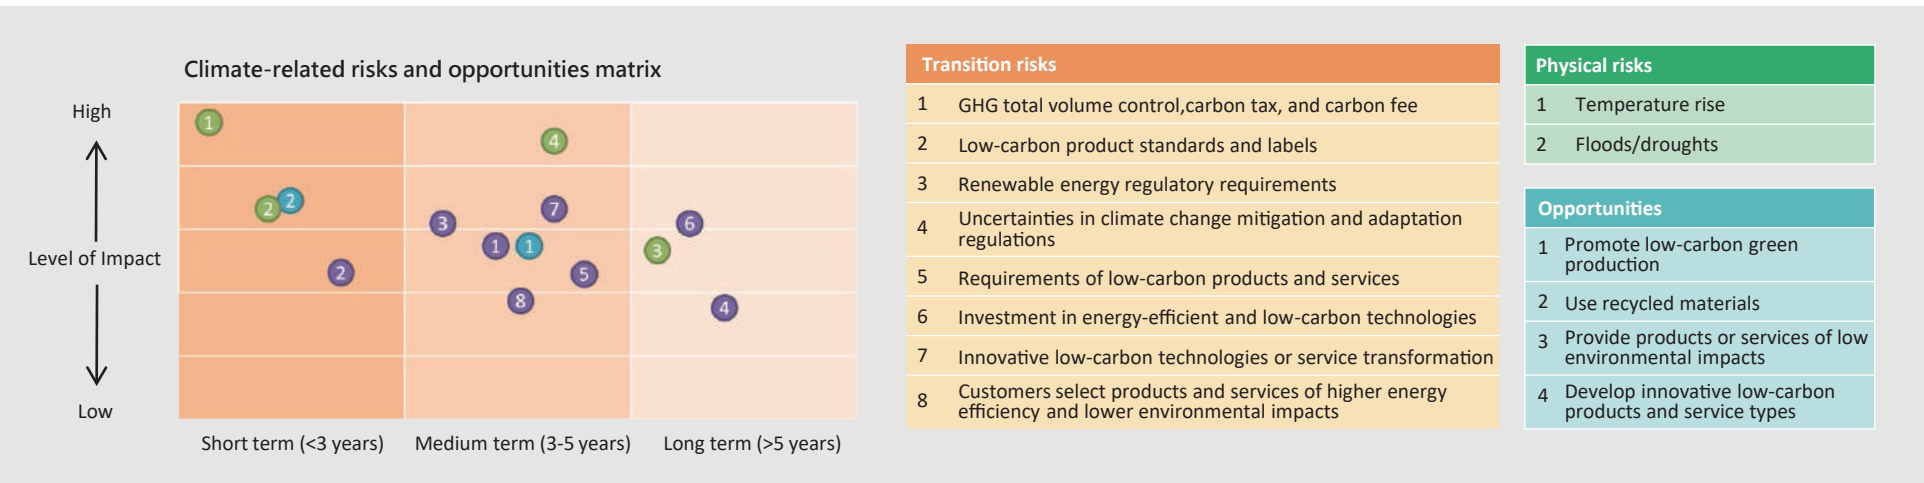 Climate-related risks and opportunities matrix
High
Level of Impact
Low
1
4
2
2
3
7
6
1
1
3
2
5
8
4
Short term (<3 years)
Medium term (3-5 years)
Long term (>5 years)
Transition risks
1 GHG total volume control,carbon tax, and carbon fee
2 Low-carbon product standards and labels
3 Renewable energy regulatory requirements
4 Uncertainties in climate change mitigation and adaptation
regulations
5 Requirements of low-carbon products and services
6 Investment in energy-efficient and low-carbon technologies
7 Innovative low-carbon technologies or service transformation
8 Customers select products and services of higher energy
efficiency and lower environmental impacts
Physical risks
1 Temperature rise
2 Floods/droughts
Opportunities
1 Promote low-carbon green
production
2 Use recycled materials
3 Provide products or services of low
environmental impacts
4 Develop innovative low-carbon
products and service types